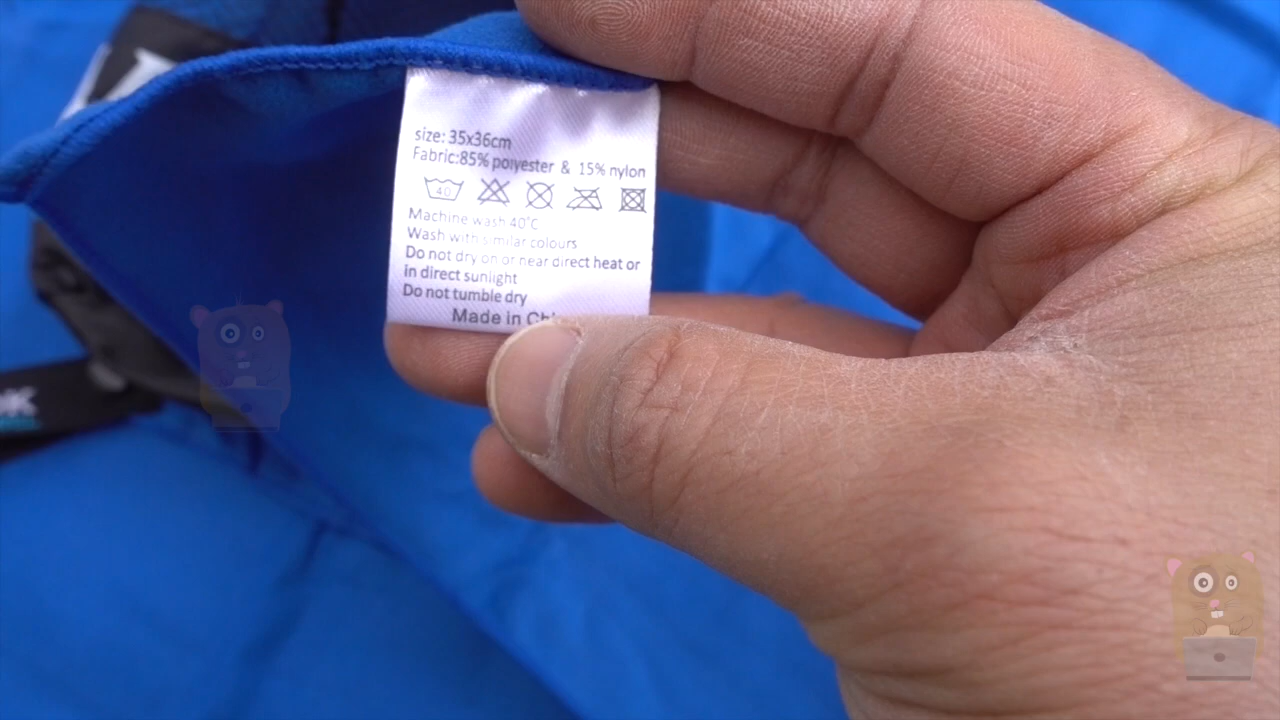 size: 35x36cm
Fabric:85% polyester & 15% nylon
40
Machine wash 40°C
Wash with similar colours
Do not dry on or near direct heat or
in direct sunlight
Do not tumble dry
Made in